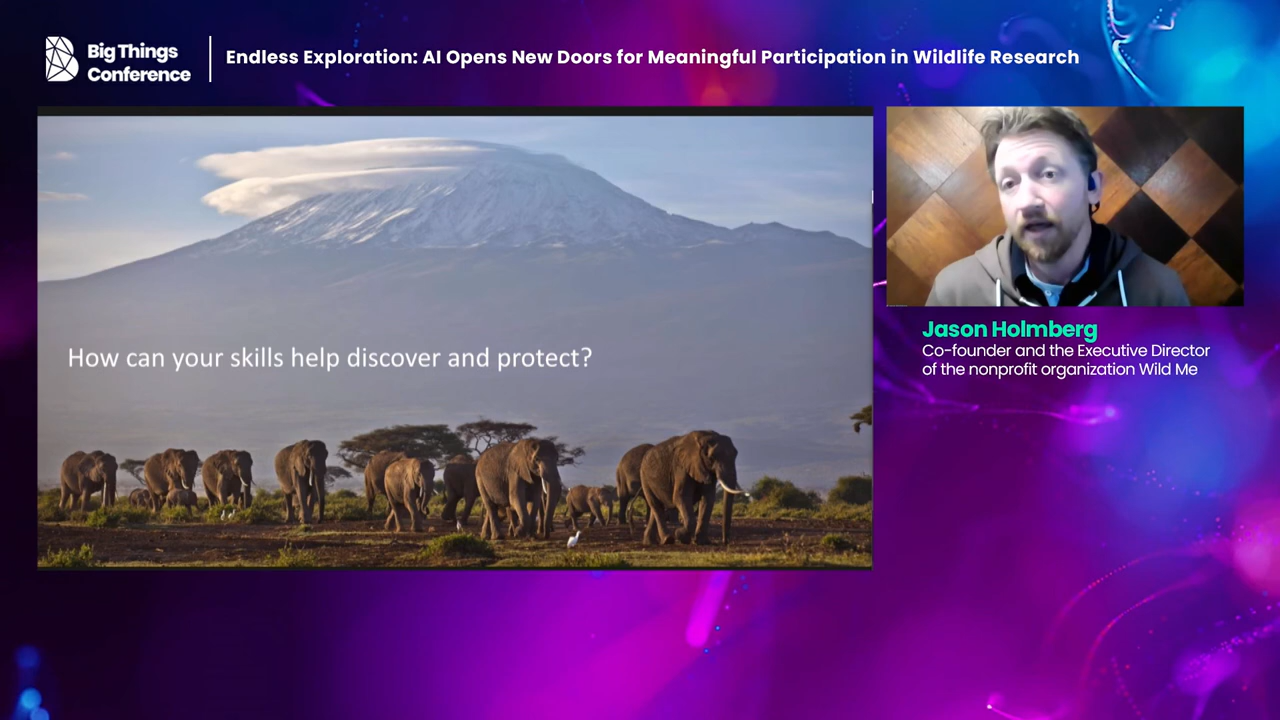 Big Things
Conference
Endless Exploration: AI Opens New Doors for Meaningful Participation in Wildlife Research
How can your skills help discover and protect?
Jason Holmberg
Co-founder and the Executive Director
of the nonprofit organization Wild Me